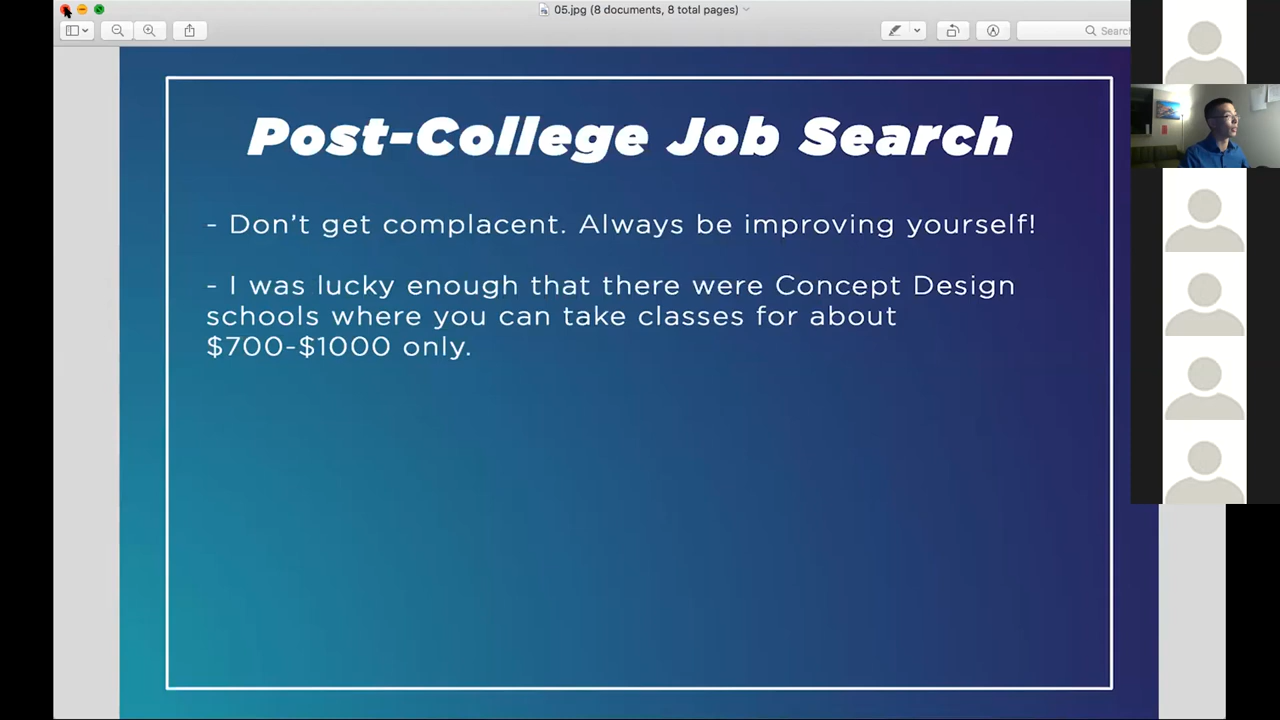 05.jpg (8 documents, 8 total pages)
Search
Post-College Job Search
- Don’t get complacent. Always be improving yourself!
- I was lucky enough that there were Concept Design
schools where you can take classes for about
$700-$1000 only.